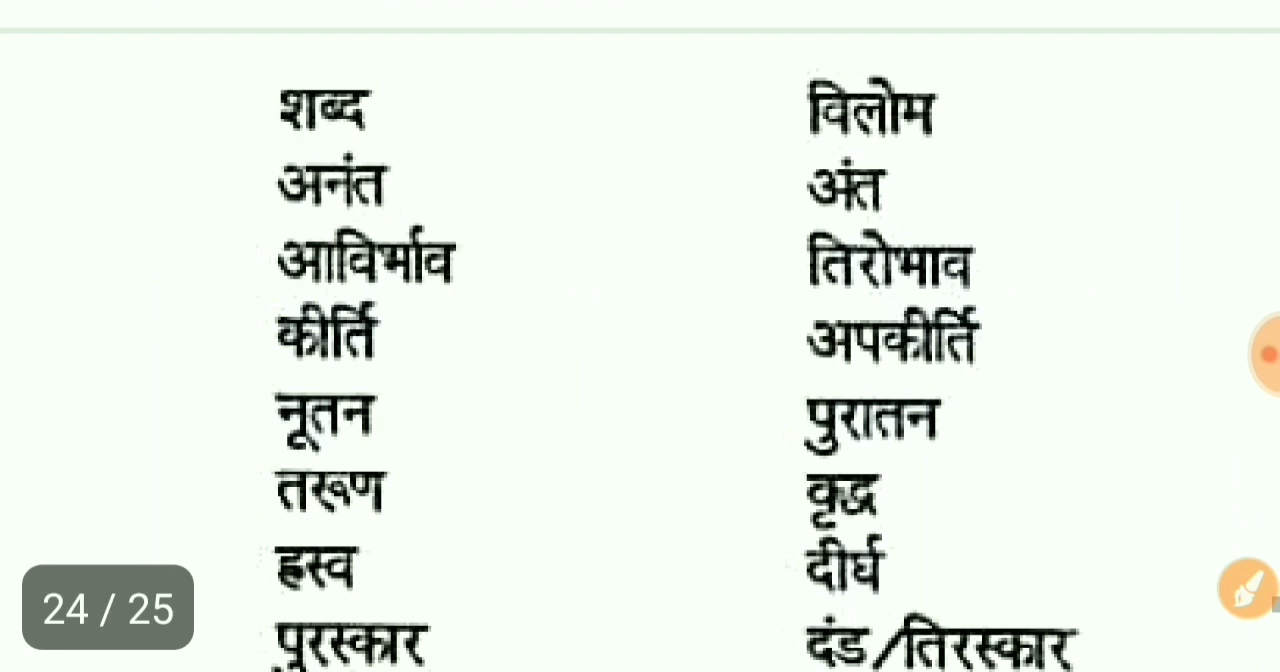 शब्द विलोम
अनंत अंत
आविर्भाव तिरोभाव
कीर्ति अपकीर्ति
नूतन पुरातन
तरूण वृद्ध
ह्रस्व दीर्घ
पुरस्कार दंड/तिरस्कार
24 / 25